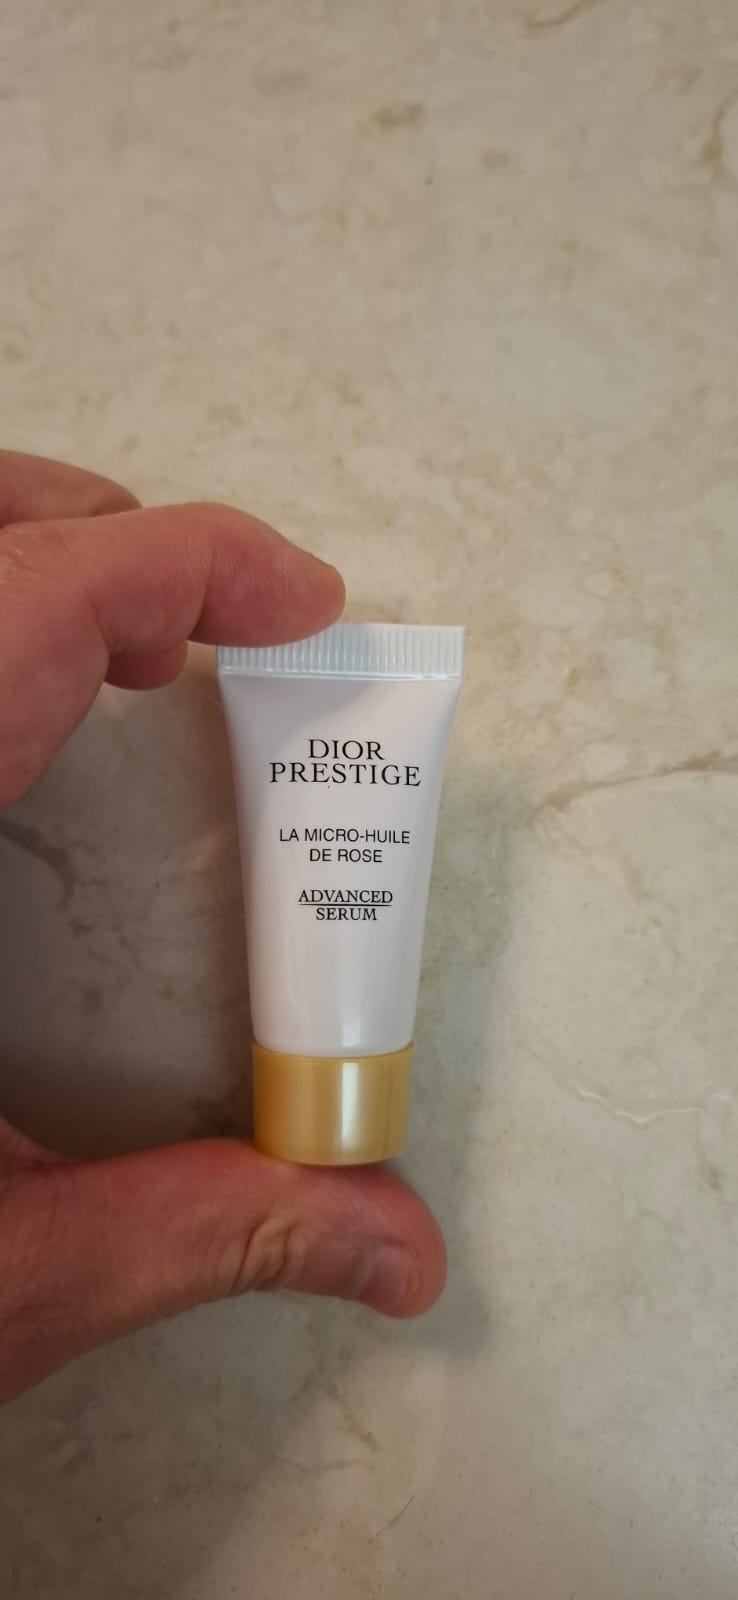 DIOR
PRESTIGE
LA MICRO-HUILE
DE ROSE
ADVANCED
SERUM